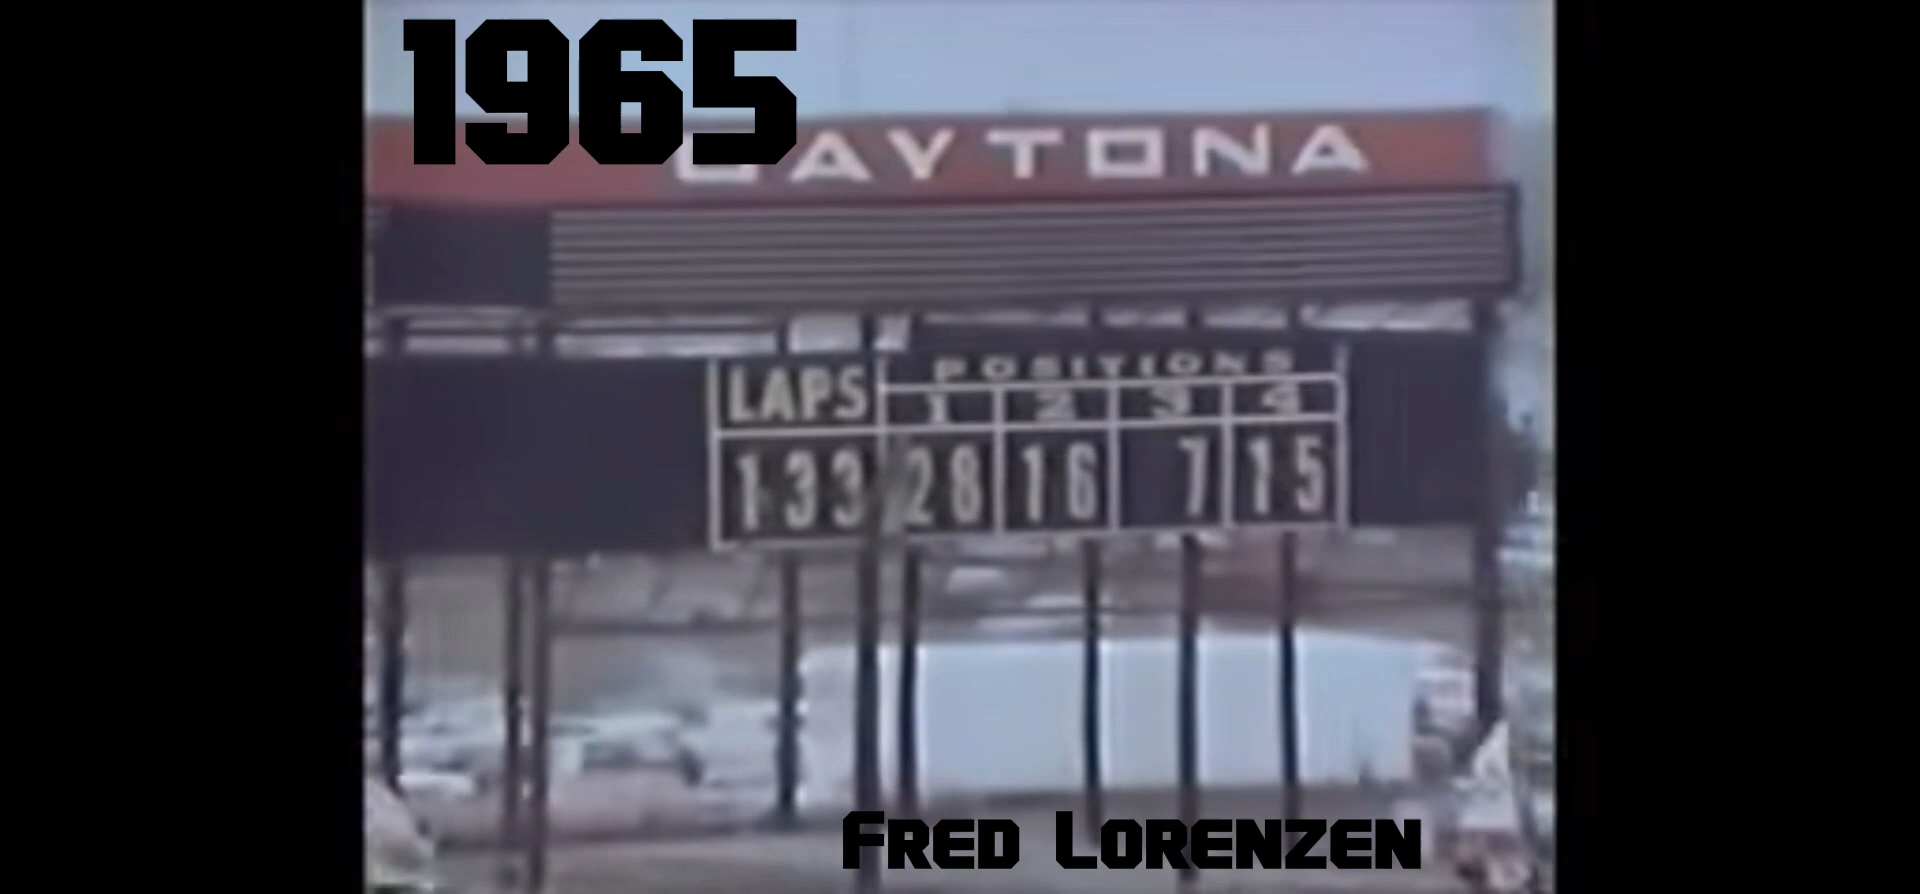 1965
DAYTONA
LAPS
POSITIONS
1 2 3 4
133 28 16 7 15
FRED LORENZEN